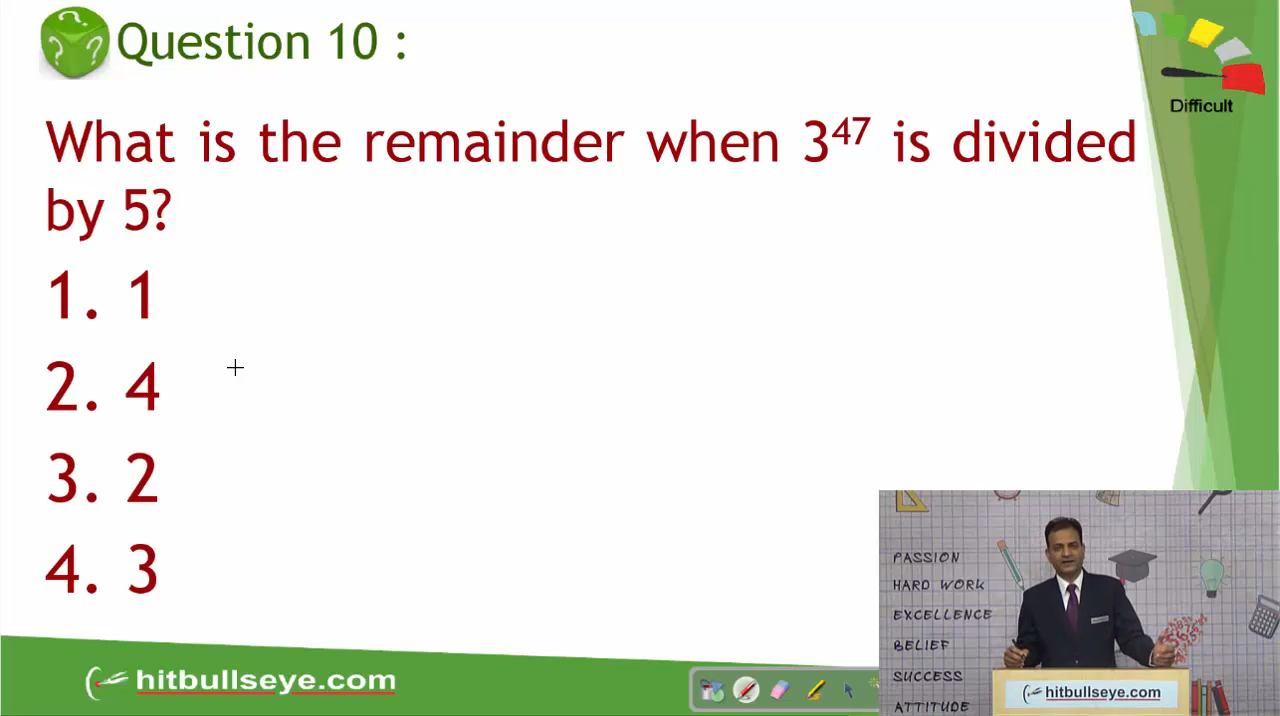 Question 10 :
Difficult
What is the remainder when 3⁴⁷ is divided
by 5?
1. 1
2. 4
3. 2
4. 3
PASSION
HARD WORK
EXCELLENCE
BELIEF
SUCCESS
ATTITUDE
hitbullseye.com
hitbullseye.com